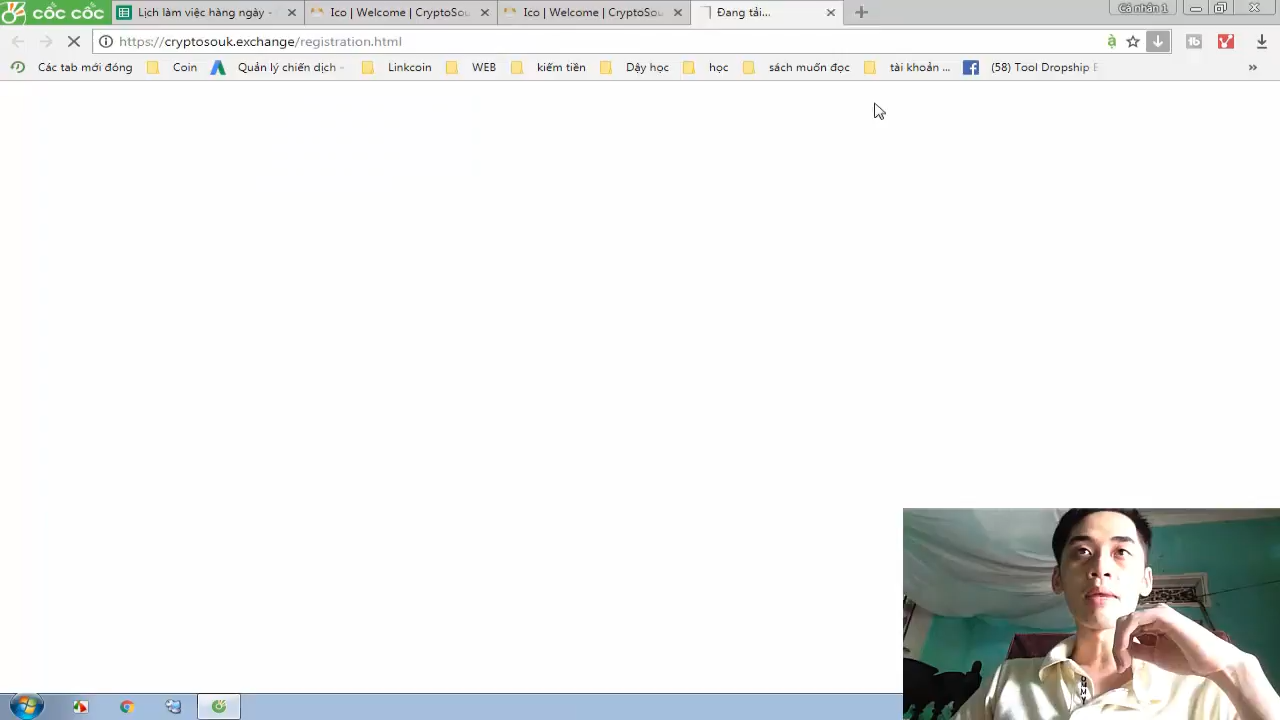 cốc cốc
Lịch làm việc hàng ngày -
Ico | Welcome | CryptoSou
Ico | Welcome | CryptoSou
Đang tải...
Cá nhân 1
https://cryptosouk.exchange/registration.html
Các tab mới đóng
Coin
Quản lý chiến dịch -
Linkcoin
WEB
kiếm tiền
Dậy học
học
sách muốn đọc
tài khoản ...
(58) Tool Dropship